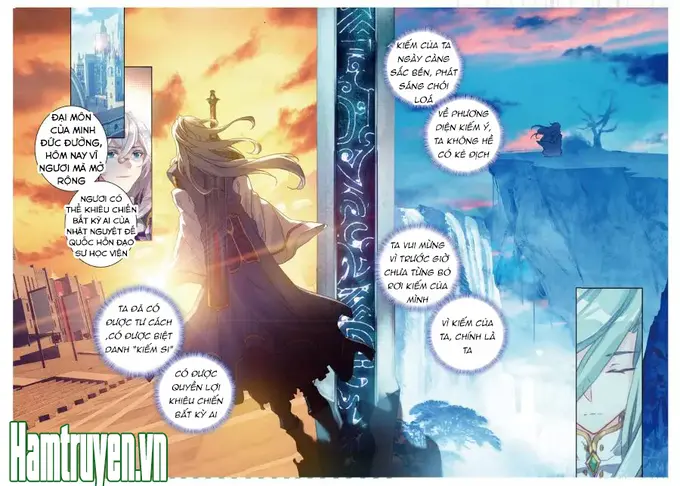 ĐẠI MÔN
CỦA MINH
ĐỨC ĐƯỜNG,
HÔM NAY VÌ
NGƯƠI MÀ MỞ
RỘNG
NGƯƠI CÓ
THỂ KHIÊU CHIẾN
BẤT KỲ AI CỦA
NHẬT NGUYỆT ĐẾ
QUỐC HỒN ĐẠO
SƯ HỌC VIỆN
TA ĐÃ CÓ
ĐƯỢC TƯ CÁCH
,CÓ ĐƯỢC BIỆT
DANH "KIẾM SI"
CÓ ĐƯỢC
QUYỀN LỢI
KHIÊU CHIẾN
BẤT KỲ AI
KIẾM CỦA TA
NGÀY CÀNG
SẮC BÉN, PHÁT
SÁNG CHÓI
LOÁ
VỀ PHƯƠNG
DIỆN KIẾM Ý,
TA KHÔNG HỀ
CÓ KẺ ĐỊCH
TA VUI MỪNG
VÌ TRƯỚC GIỜ
CHƯA TỪNG BỎ
RƠI KIẾM CỦA
MÌNH
VÌ KIẾM CỦA
TA, CHÍNH LÀ
TA
Hamtruyen.vn